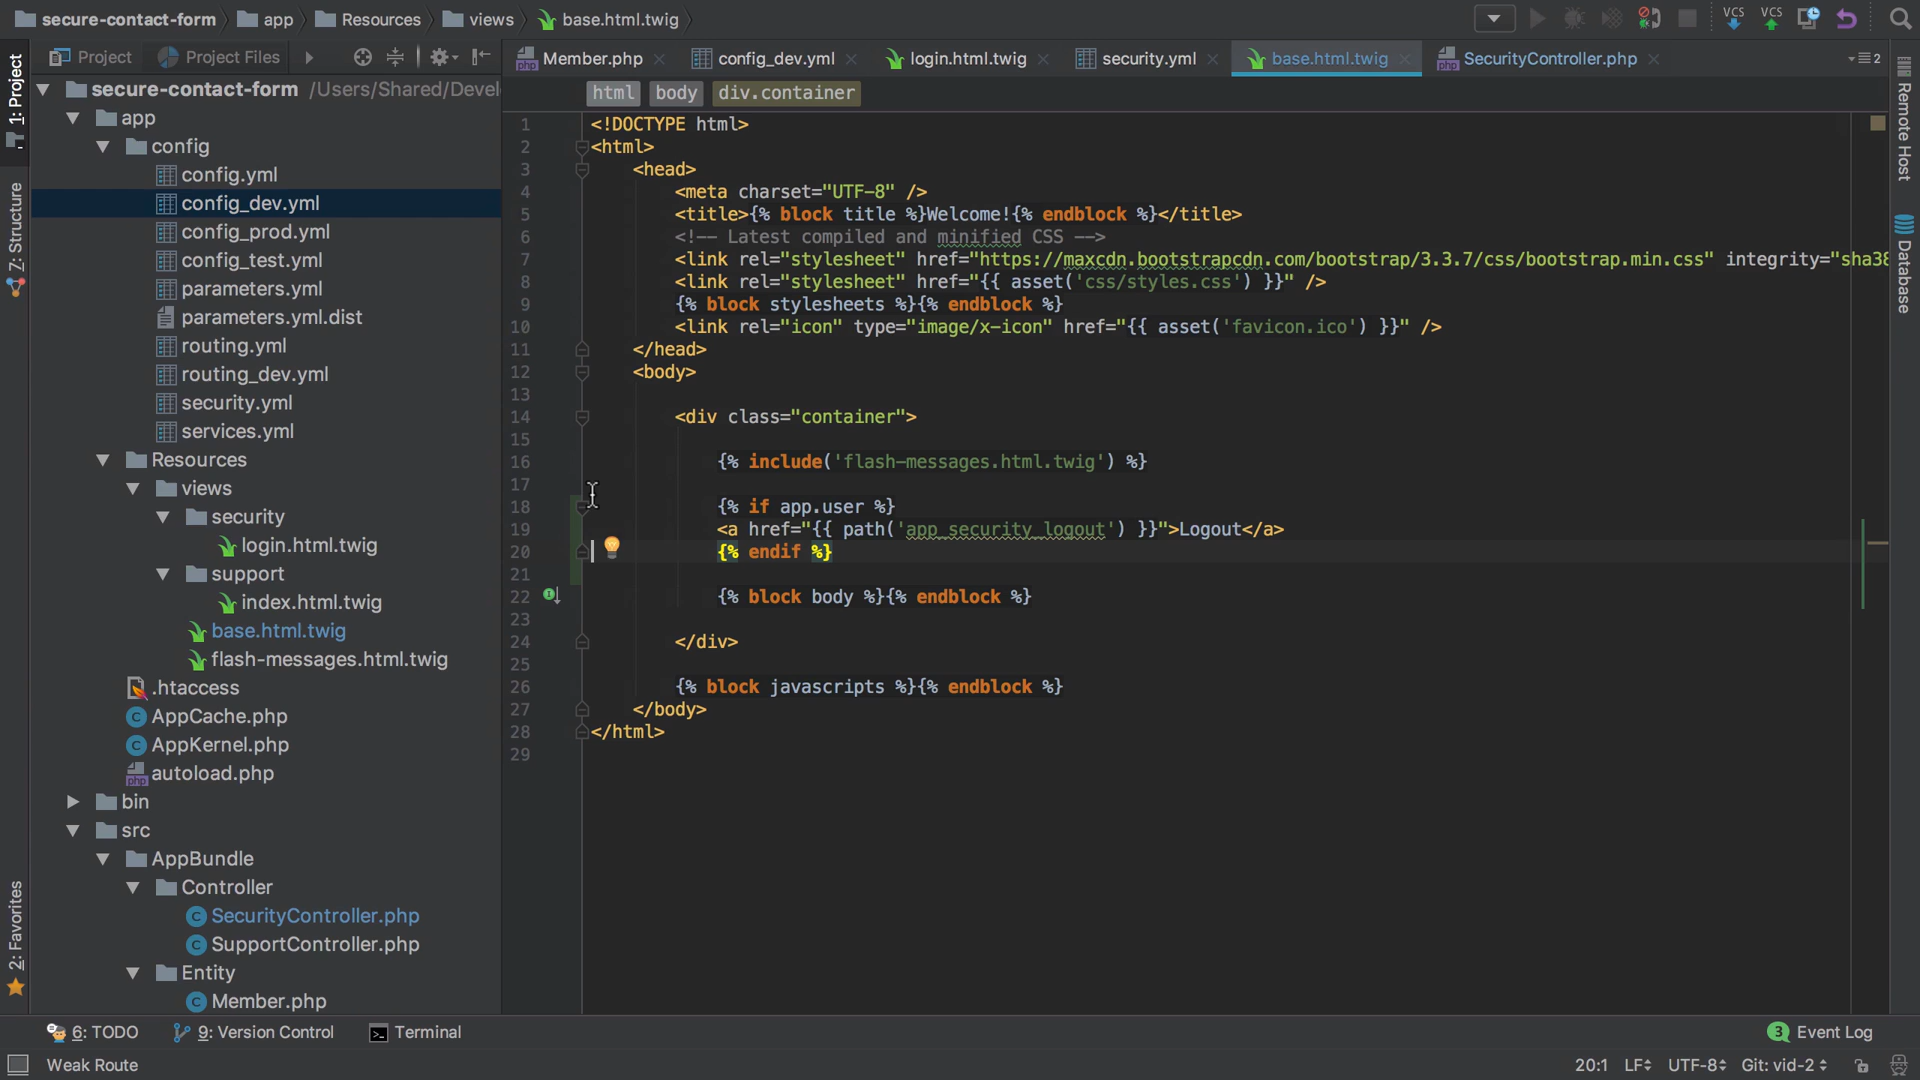 secure-contact-form app Resources views base.html.twig
VCS VCS
1: Project
Z: Structure
2: Favorites
Project Project Files
secure-contact-form /Users/Shared/Devel
app
config
config.yml
config_dev.yml
config_prod.yml
config_test.yml
parameters.yml
parameters.yml.dist
routing.yml
routing_dev.yml
security.yml
services.yml
Resources
views
security
login.html.twig
support
index.html.twig
base.html.twig
flash-messages.html.twig
.htaccess
AppCache.php
AppKernel.php
autoload.php
bin
src
AppBundle
Controller
SecurityController.php
SupportController.php
Entity
Member.php
Member.php config_dev.yml login.html.twig security.yml base.html.twig SecurityController.php 2
html body div.container
1 <!DOCTYPE html>
2 <html>
3 <head>
4 <meta charset="UTF-8" />
5 <title>{% block title %}Welcome!{% endblock %}</title>
6 <!-- Latest compiled and minified CSS -->
7 <link rel="stylesheet" href="https://maxcdn.bootstrapcdn.com/bootstrap/3.3.7/css/bootstrap.min.css" integrity="sha38
8 <link rel="stylesheet" href="{{ asset('css/styles.css') }}" />
9 {% block stylesheets %}{% endblock %}
10 <link rel="icon" type="image/x-icon" href="{{ asset('favicon.ico') }}" />
11 </head>
12 <body>
13
14 <div class="container">
15
16 {% include('flash-messages.html.twig') %}
17
18 {% if app.user %}
19 <a href="{{ path('app_security_logout') }}">Logout</a>
20 {% endif %}
21
22 {% block body %}{% endblock %}
23
24 </div>
25
26 {% block javascripts %}{% endblock %}
27 </body>
28 </html>
29
Remote Host
Database
6: TODO 9: Version Control Terminal 3 Event Log
Weak Route 20:1 LF UTF-8 Git: vid-2